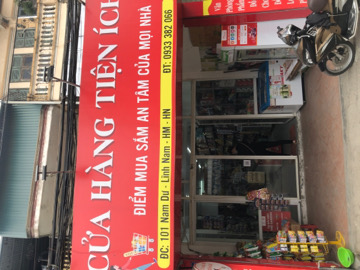 CỬA HÀNG TIỆN ÍCH
ĐIỂM MUA SẮM AN TÂM CỦA MỌI NHÀ
ĐC: 101 Nam Dư - Lĩnh Nam - HM - HN
ĐT: 0933 382 066